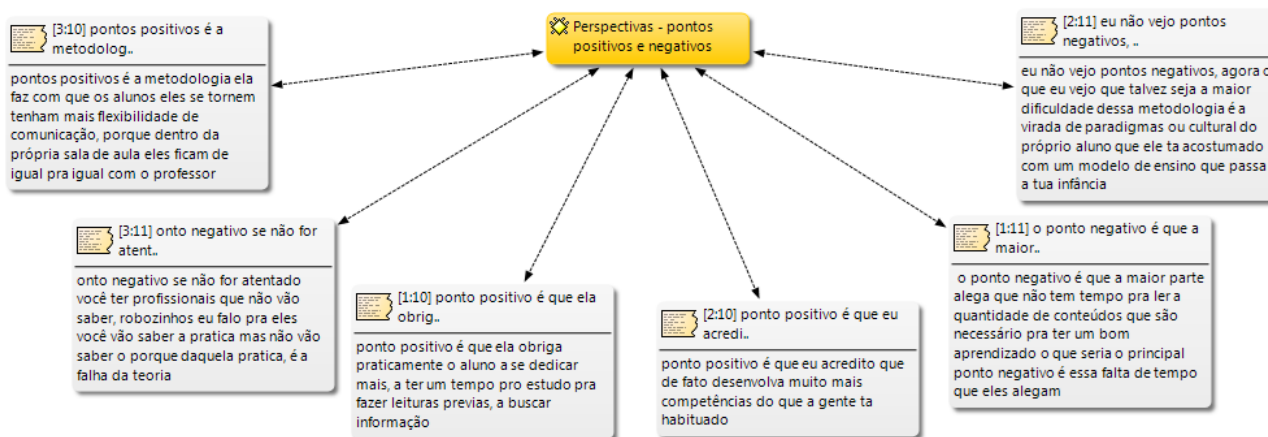 Perspectivas - pontos
positivos e negativos
[3:10] pontos positivos é a
metodolog..
pontos positivos é a metodologia ela
faz com que os alunos eles se tornem
tenham mais flexibilidade de
comunicação, porque dentro da
própria sala de aula eles ficam de
igual pra igual com o professor
[2:11] eu não vejo pontos
negativos, ..
eu não vejo pontos negativos, agora o
que eu vejo que talvez seja a maior
dificuldade dessa metodologia é a
virada de paradigmas ou cultural do
próprio aluno que ele ta acostumado
com um modelo de ensino que passa
a tua infância
[3:11] onto negativo se não for
atent..
onto negativo se não for atentado
você ter profissionais que não vão
saber, robozinhos eu falo pra eles
você vão saber a pratica mas não vão
saber o porque daquela pratica, é a
falha da teoria
[1:10] ponto positivo é que ela
obrig..
ponto positivo é que ela obriga
praticamente o aluno a se dedicar
mais, a ter um tempo pro estudo pra
fazer leituras previas, a buscar
informação
[2:10] ponto positivo é que eu
acredi..
ponto positivo é que eu acredito que
de fato desenvolva muito mais
competências do que a gente ta
habituado
[1:11] o ponto negativo é que a
maior..
o ponto negativo é que a maior parte
alega que não tem tempo pra ler a
quantidade de conteúdos que são
necessário pra ter um bom
aprendizado o que seria o principal
ponto negativo é essa falta de tempo
que eles alegam